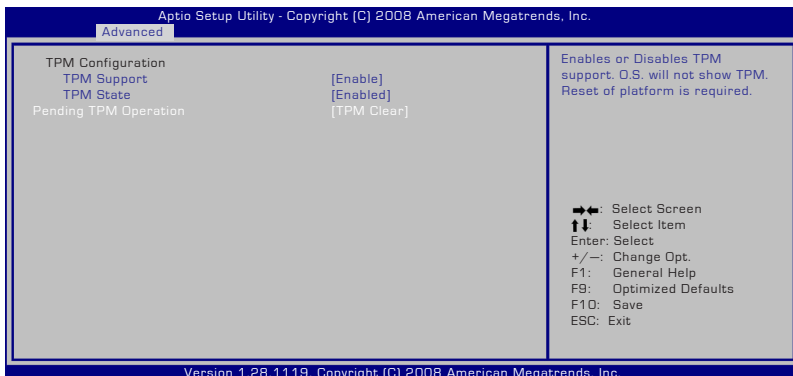 Aptio Setup Utility - Copyright (C) 2008 American Megatrends, Inc.
Advanced
TPM Configuration
TPM Support [Enable]
TPM State [Enabled]
Pending TPM Operation [TPM Clear]
Enables or Disables TPM
support. O.S. will not show TPM.
Reset of platform is required.
→←: Select Screen
↑↓: Select Item
Enter: Select
+/−: Change Opt.
F1: General Help
F9: Optimized Defaults
F10: Save
ESC: Exit
Version 1.28.1119. Copyright (C) 2008 American Megatrends, Inc.